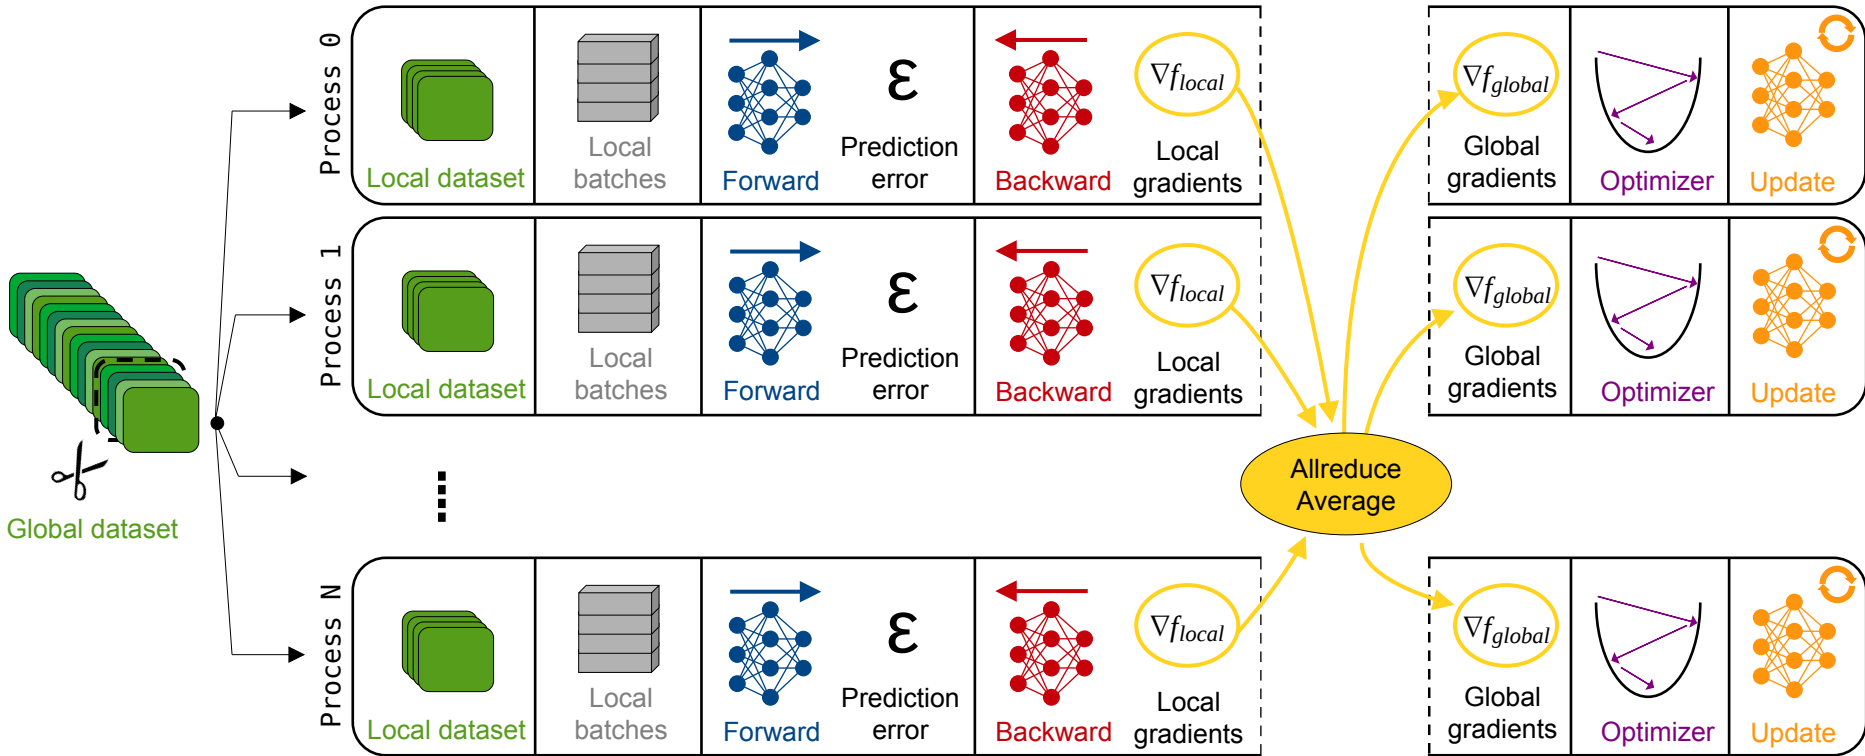 Process 0
Local dataset
Local
batches
Forward
ε
Prediction
error
Backward
∇f_local
Local
gradients
∇f_global
Global
gradients
Optimizer
Update
Process 1
Local dataset
Local
batches
Forward
ε
Prediction
error
Backward
∇f_local
Local
gradients
∇f_global
Global
gradients
Optimizer
Update
Global dataset
Allreduce
Average
Process N
Local dataset
Local
batches
Forward
ε
Prediction
error
Backward
∇f_local
Local
gradients
∇f_global
Global
gradients
Optimizer
Update